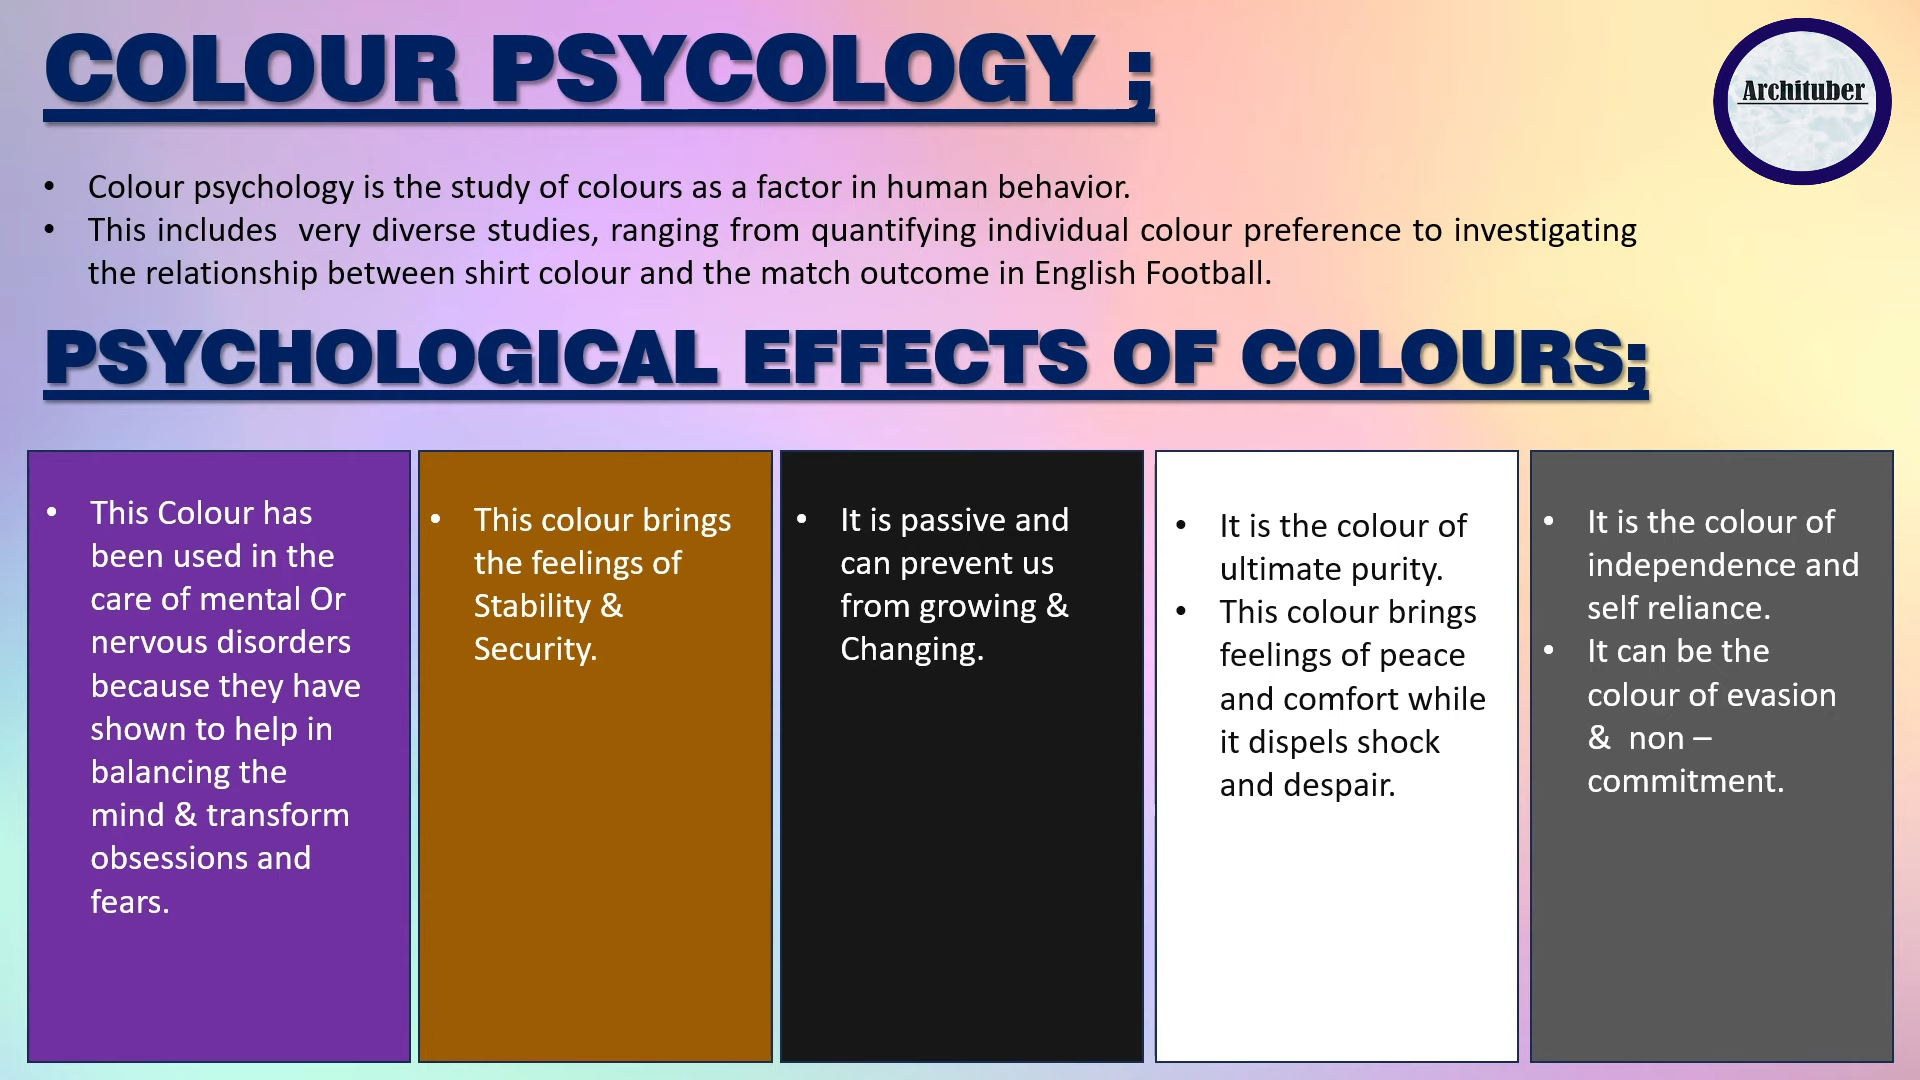 COLOUR PSYCOLOGY ;
Archituber
• Colour psychology is the study of colours as a factor in human behavior.
• This includes  very diverse studies, ranging from quantifying individual colour preference to investigating
the relationship between shirt colour and the match outcome in English Football.
PSYCHOLOGICAL EFFECTS OF COLOURS;
• This Colour has
been used in the
care of mental Or
nervous disorders
because they have
shown to help in
balancing the
mind & transform
obsessions and
fears.
• This colour brings
the feelings of
Stability &
Security.
• It is passive and
can prevent us
from growing &
Changing.
• It is the colour of
ultimate purity.
• This colour brings
feelings of peace
and comfort while
it dispels shock
and despair.
• It is the colour of
independence and
self reliance.
• It can be the
colour of evasion
&  non –
commitment.